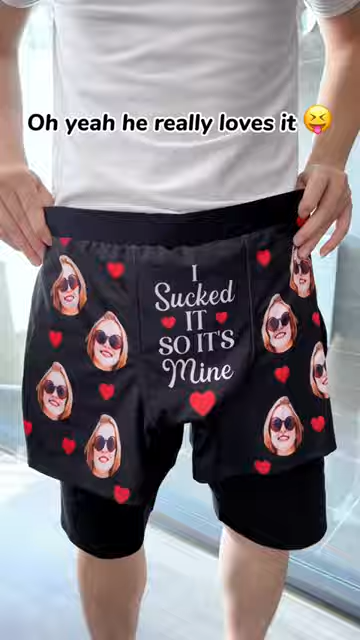 Oh yeah he really loves it 😝
I
Sucked
IT
SO IT'S
Mine